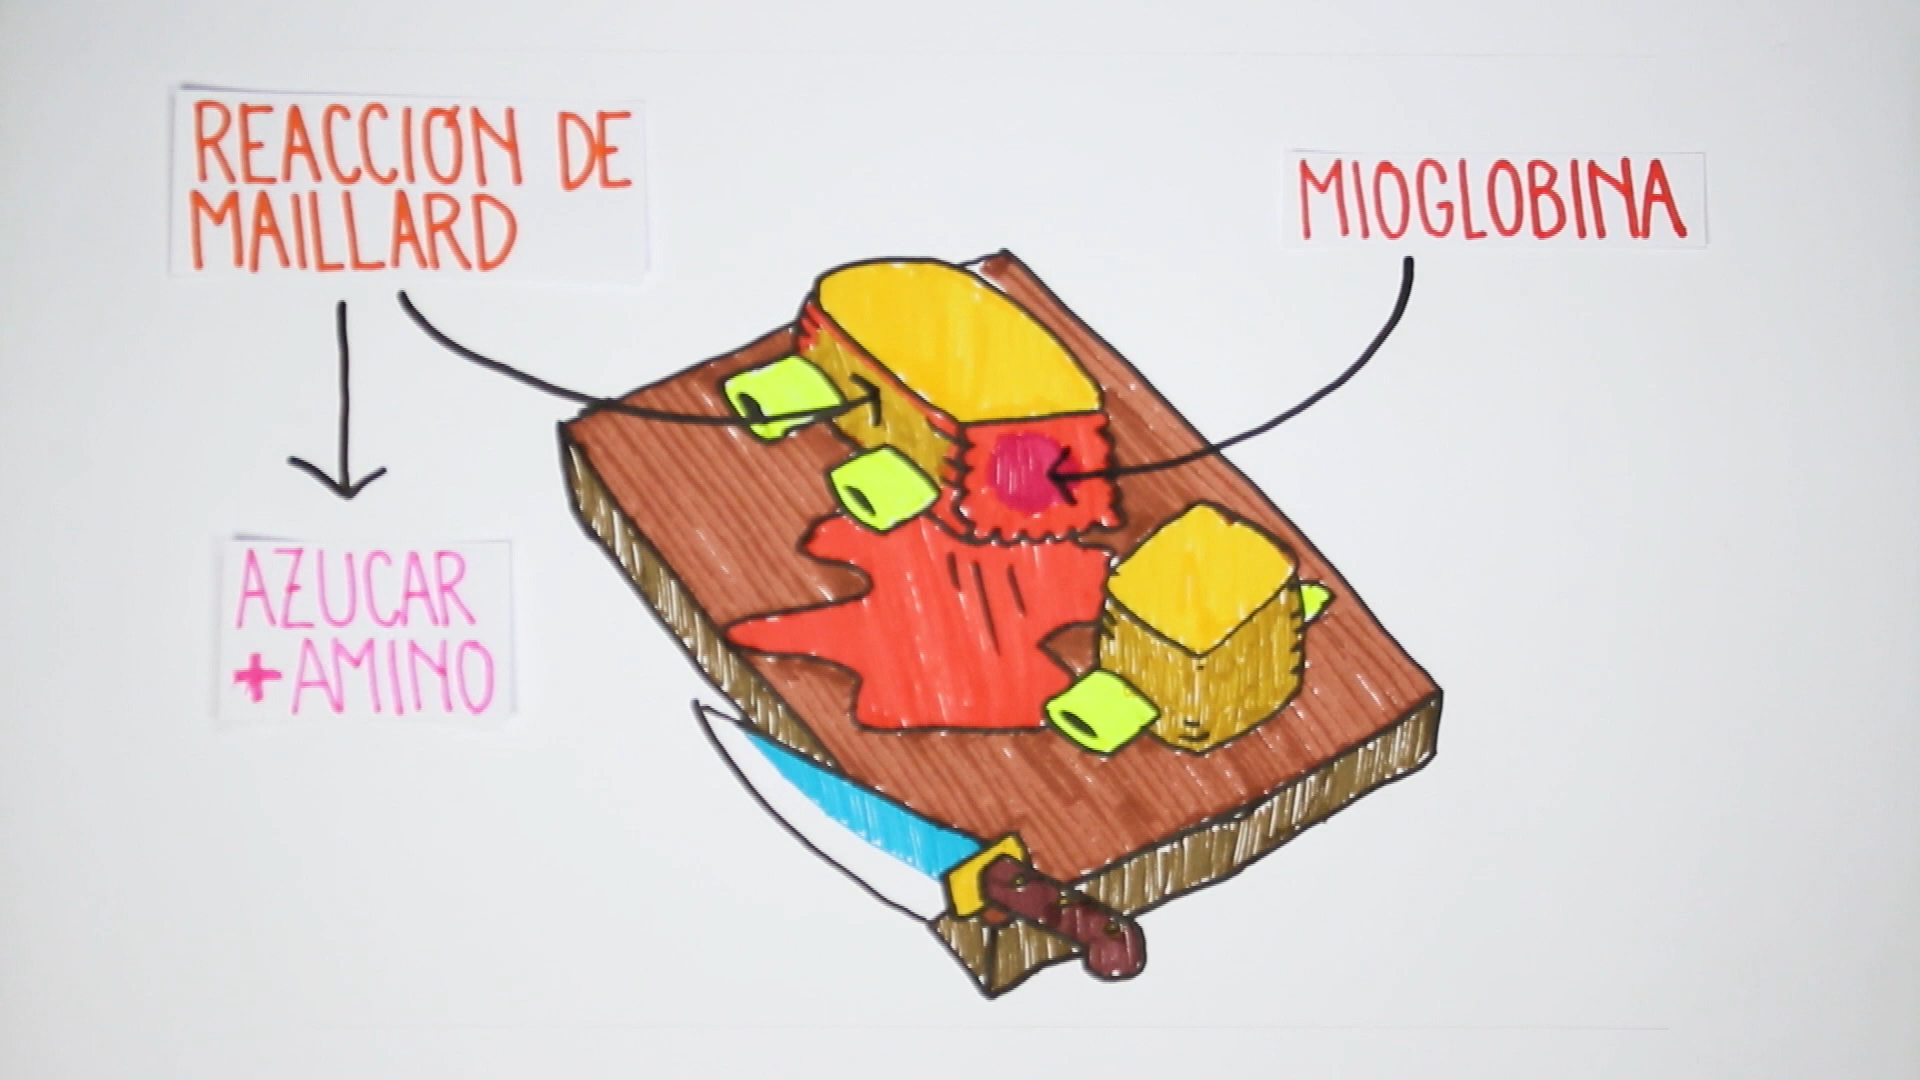 REACCIÓN DE
MAILLARD
MIOGLOBINA
AZUCAR
+ AMINO